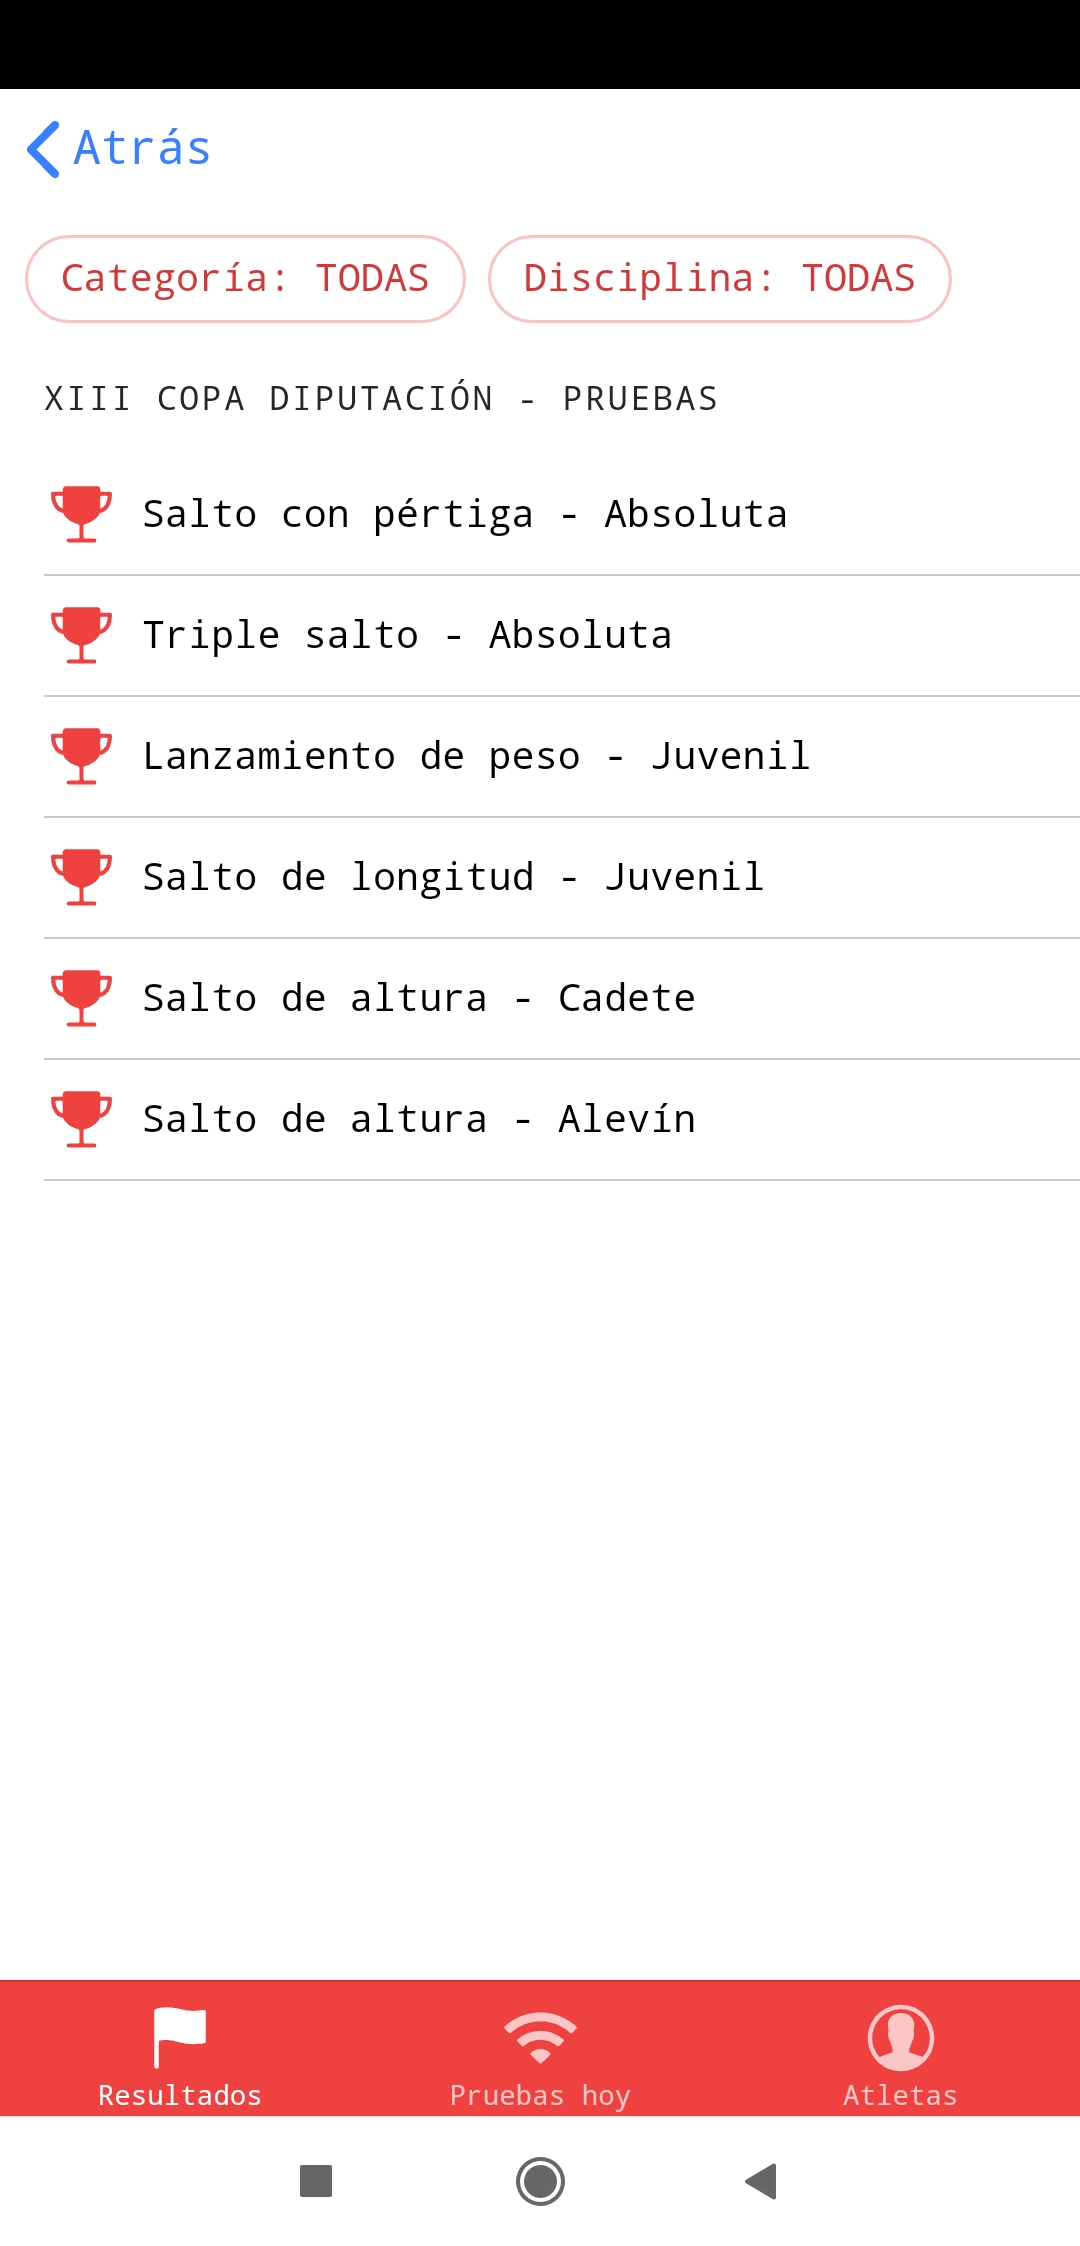 Atrás
Categoría: TODAS Disciplina: TODAS
XIII COPA DIPUTACIÓN - PRUEBAS
Salto con pértiga - Absoluta
Triple salto - Absoluta
Lanzamiento de peso - Juvenil
Salto de longitud - Juvenil
Salto de altura - Cadete
Salto de altura - Alevín
Resultados Pruebas hoy Atletas